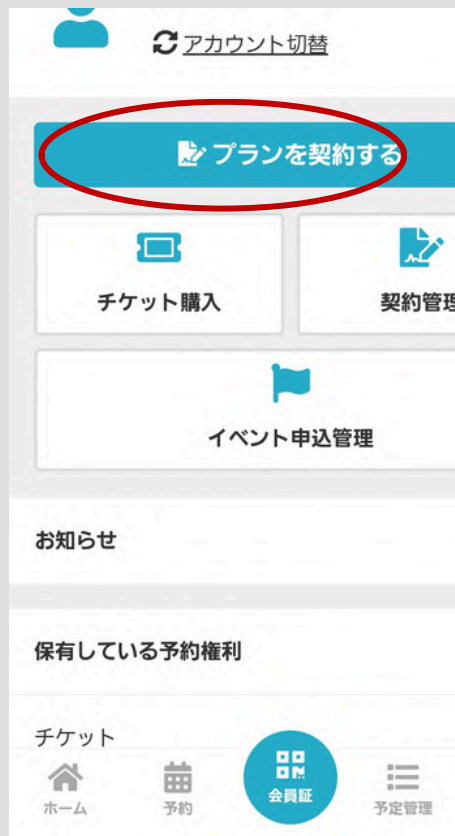 アカウント切替
プランを契約する
チケット購入
契約管理
イベント申込管理
お知らせ
保有している予約権利
チケット
ホーム
予約
会員証
予定管理